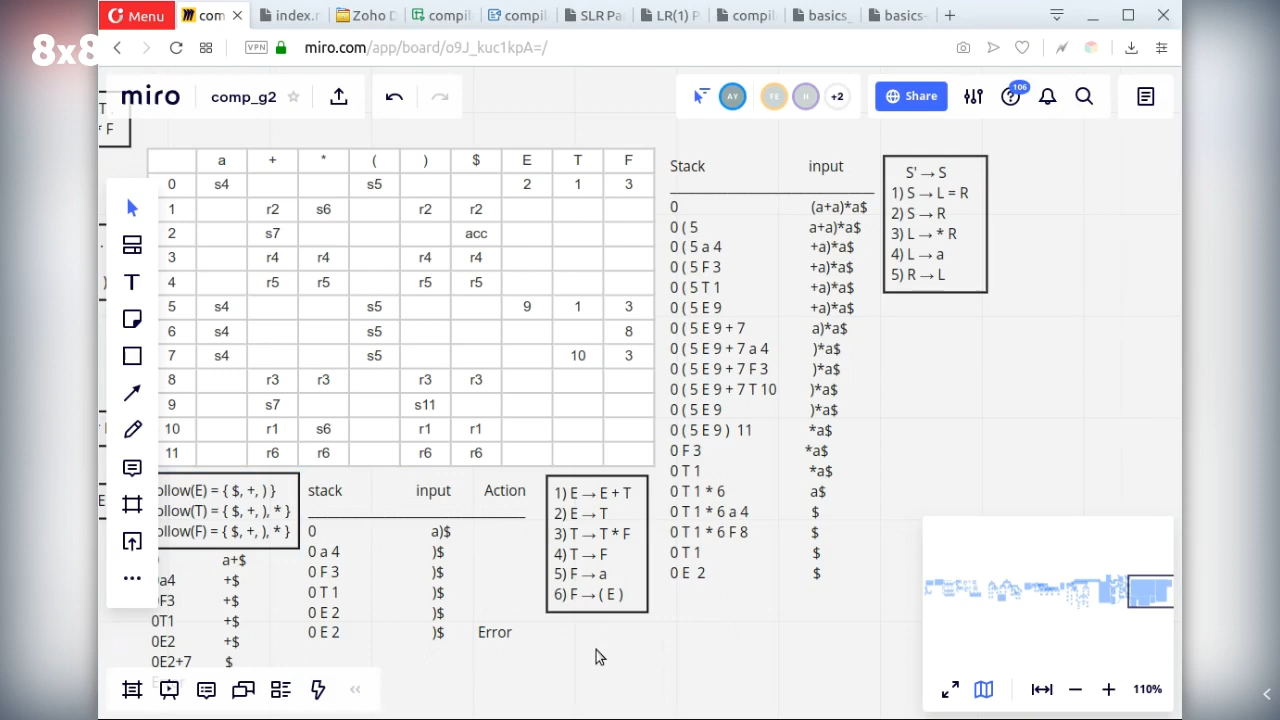 8x8
Menu
com
index.r
Zoho D
compil
compil
SLR Pa
LR(1) P
compil
basics_
basics-
VPN
miro.com/app/board/o9J_kuc1kpA=/
miro
comp_g2
AY
FE
H
+2
Share
106
T
* F
a + * ( ) $ E T F
0 s4 s5 2 1 3
1 r2 s6 r2 r2
2 s7 acc
3 r4 r4 r4 r4
4 r5 r5 r5 r5
5 s4 s5 9 1 3
6 s4 s5 8
7 s4 s5 10 3
8 r3 r3 r3 r3
9 s7 s11
10 r1 s6 r1 r1
11 r6 r6 r6 r6
Stack input
0 (a+a)*a$
0 ( 5 a+a)*a$
0 ( 5 a 4 +a)*a$
0 ( 5 F 3 +a)*a$
0 ( 5 T 1 +a)*a$
0 ( 5 E 9 +a)*a$
0 ( 5 E 9 + 7 a)*a$
0 ( 5 E 9 + 7 a 4 )*a$
0 ( 5 E 9 + 7 F 3 )*a$
0 ( 5 E 9 + 7 T 10 )*a$
0 ( 5 E 9 )*a$
0 ( 5 E 9 ) 11 *a$
0 F 3 *a$
0 T 1 *a$
0 T 1 * 6 a$
0 T 1 * 6 a 4 $
0 T 1 * 6 F 8 $
0 T 1 $
0 E 2 $
S' → S
1) S → L = R
2) S → R
3) L → * R
4) L → a
5) R → L
ollow(E) = { $, +, ) }
ollow(T) = { $, +, ), * }
ollow(F) = { $, +, ), * }
a+$
0a4 +$
0F3 +$
0T1 +$
0E2 +$
0E2+7 $
stack input Action
0 a)$
0 a 4 )$
0 F 3 )$
0 T 1 )$
0 E 2 )$
0 E 2 )$ Error
1) E → E + T
2) E → T
3) T → T * F
4) T → F
5) F → a
6) F → ( E )
110%